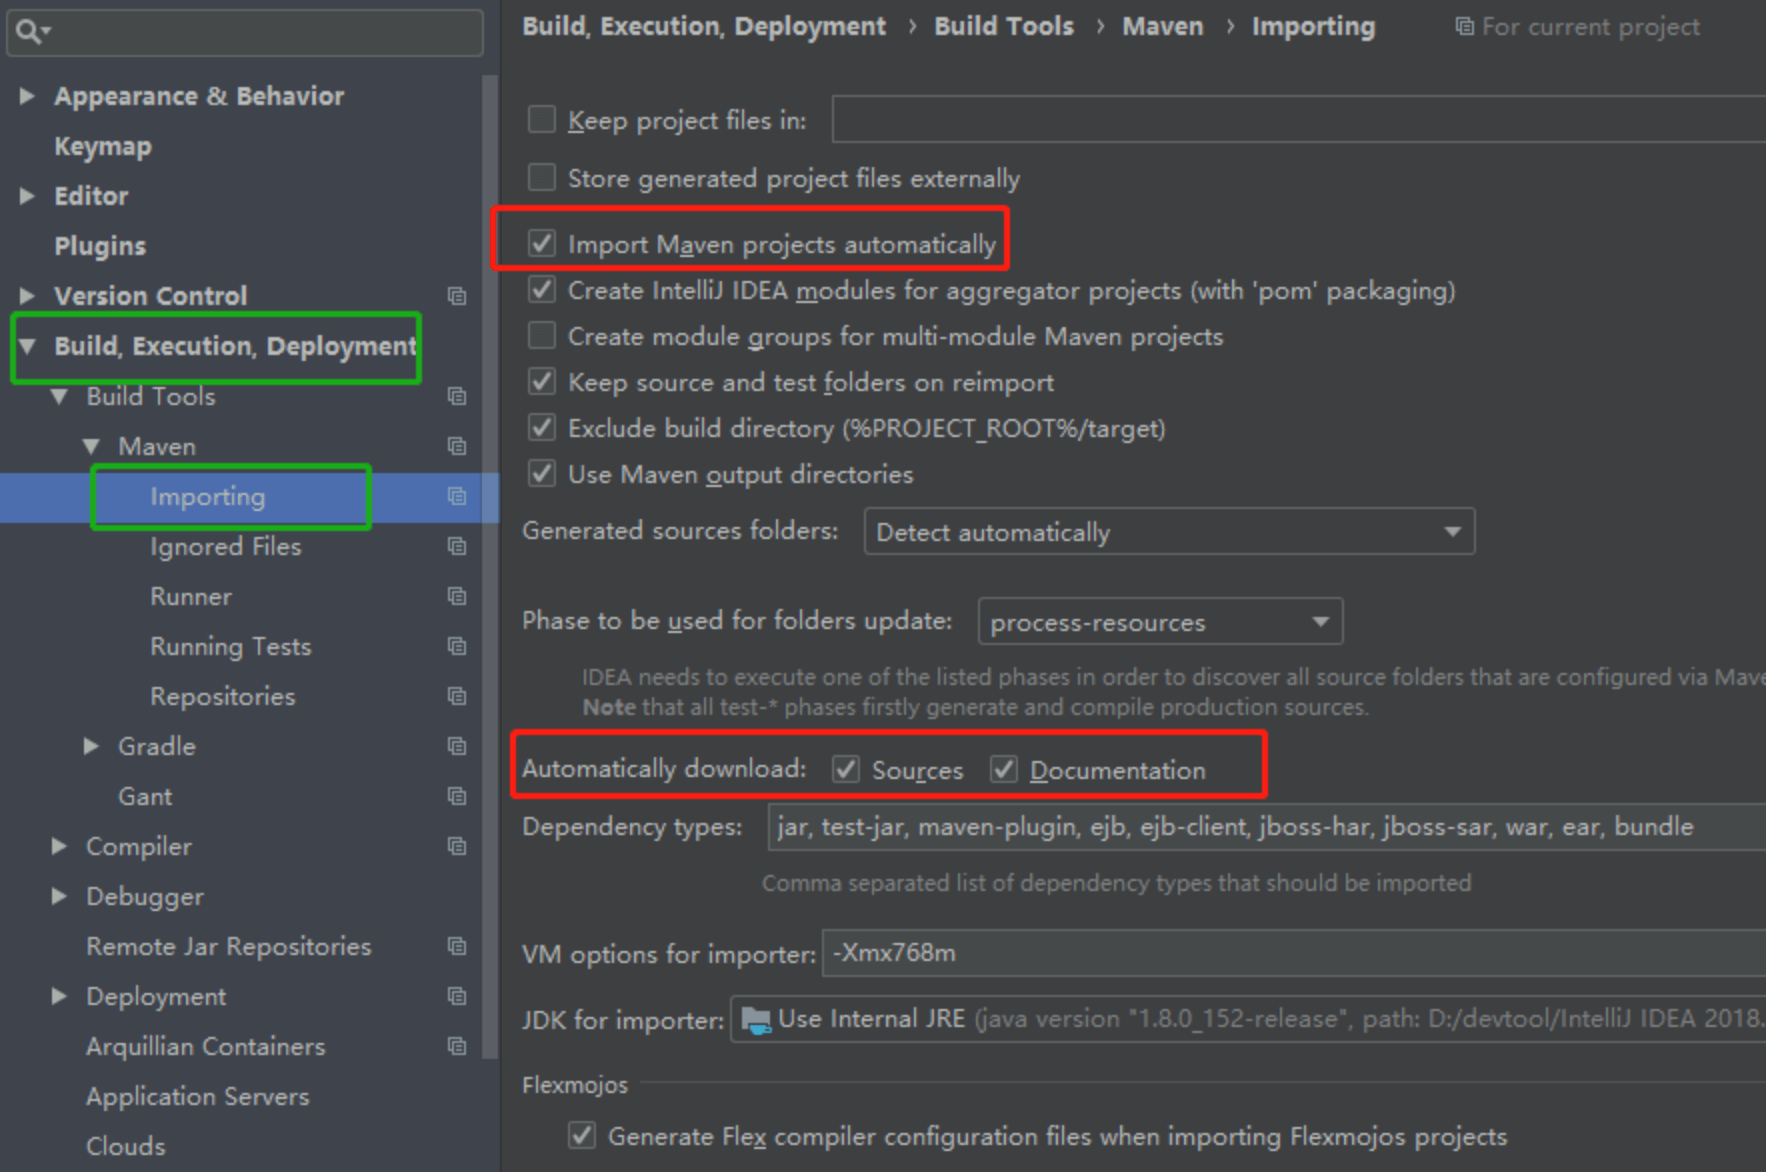 Build, Execution, Deployment › Build Tools › Maven › Importing For current project
Appearance & Behavior
Keymap
Editor
Plugins
Version Control
Build, Execution, Deployment
Build Tools
Maven
Importing
Ignored Files
Runner
Running Tests
Repositories
Gradle
Gant
Compiler
Debugger
Remote Jar Repositories
Deployment
Arquillian Containers
Application Servers
Clouds
Keep project files in:
Store generated project files externally
Import Maven projects automatically
Create IntelliJ IDEA modules for aggregator projects (with 'pom' packaging)
Create module groups for multi-module Maven projects
Keep source and test folders on reimport
Exclude build directory (%PROJECT_ROOT%/target)
Use Maven output directories
Generated sources folders: Detect automatically
Phase to be used for folders update: process-resources
IDEA needs to execute one of the listed phases in order to discover all source folders that are configured via Mave
Note that all test-* phases firstly generate and compile production sources.
Automatically download: Sources Documentation
Dependency types: jar, test-jar, maven-plugin, ejb, ejb-client, jboss-har, jboss-sar, war, ear, bundle
Comma separated list of dependency types that should be imported
VM options for importer: -Xmx768m
JDK for importer: Use Internal JRE (java version "1.8.0_152-release", path: D:/devtool/IntelliJ IDEA 2018.
Flexmojos
Generate Flex compiler configuration files when importing Flexmojos projects